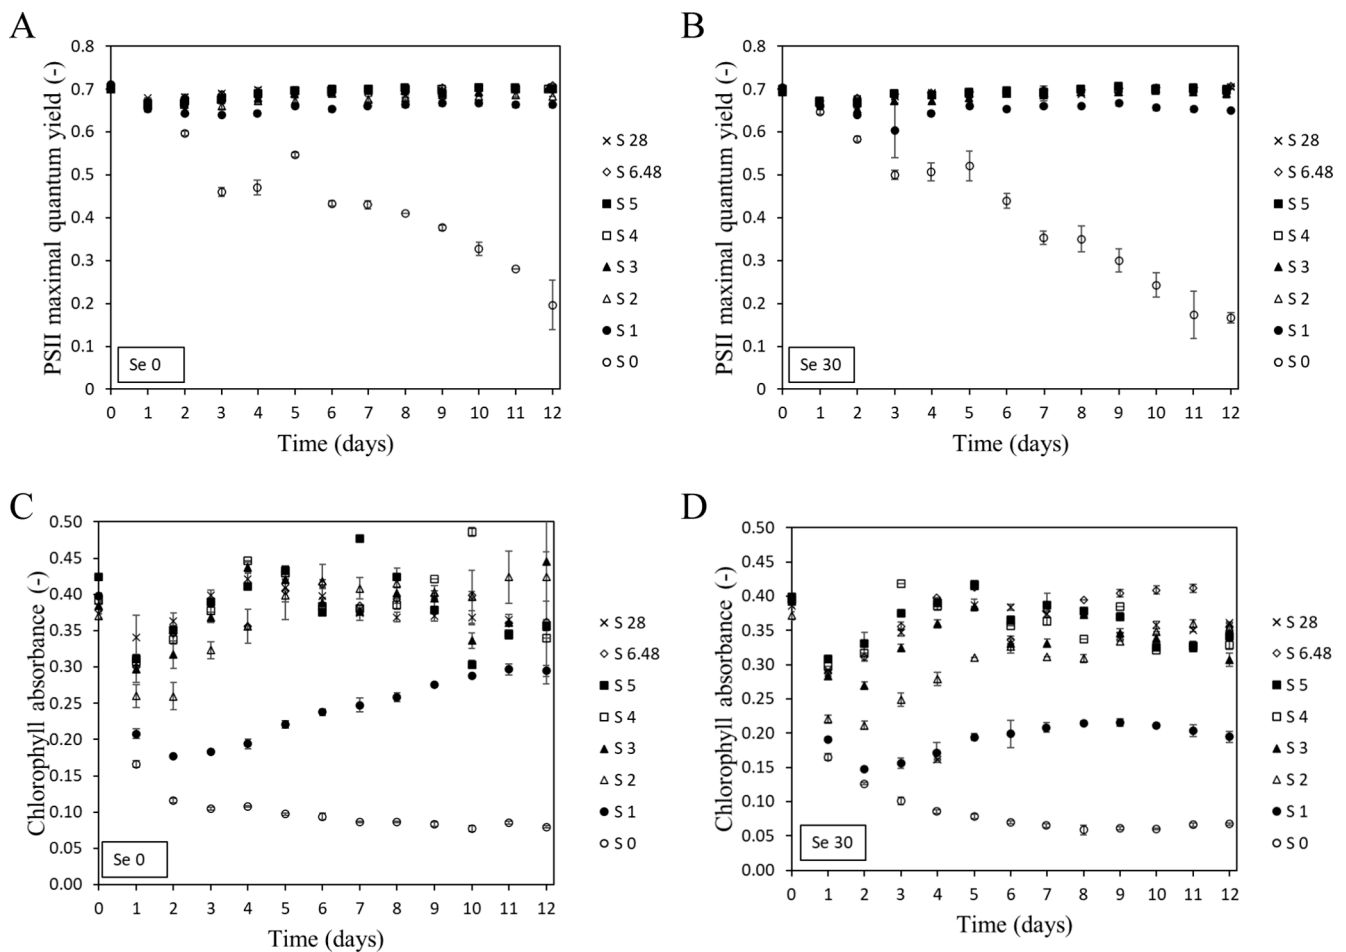 A
PSII maximal quantum yield (-)
0.8
0.7
0.6
0.5
0.4
0.3
0.2
0.1
0
Se 0
0 1 2 3 4 5 6 7 8 9 10 11 12
Time (days)
S 28
S 6.48
S 5
S 4
S 3
S 2
S 1
S 0
B
PSII maximal quantum yield (-)
0.8
0.7
0.6
0.5
0.4
0.3
0.2
0.1
0
Se 30
0 1 2 3 4 5 6 7 8 9 10 11 12
Time (days)
S 28
S 6.48
S 5
S 4
S 3
S 2
S 1
S 0
C
Chlorophyll absorbance (-)
0.50
0.45
0.40
0.35
0.30
0.25
0.20
0.15
0.10
0.05
0.00
Se 0
0 1 2 3 4 5 6 7 8 9 10 11 12
Time (days)
S 28
S 6.48
S 5
S 4
S 3
S 2
S 1
S 0
D
Chlorophyll absorbance (-)
0.50
0.45
0.40
0.35
0.30
0.25
0.20
0.15
0.10
0.05
0.00
Se 30
0 1 2 3 4 5 6 7 8 9 10 11 12
Time (days)
S 28
S 6.48
S 5
S 4
S 3
S 2
S 1
S 0